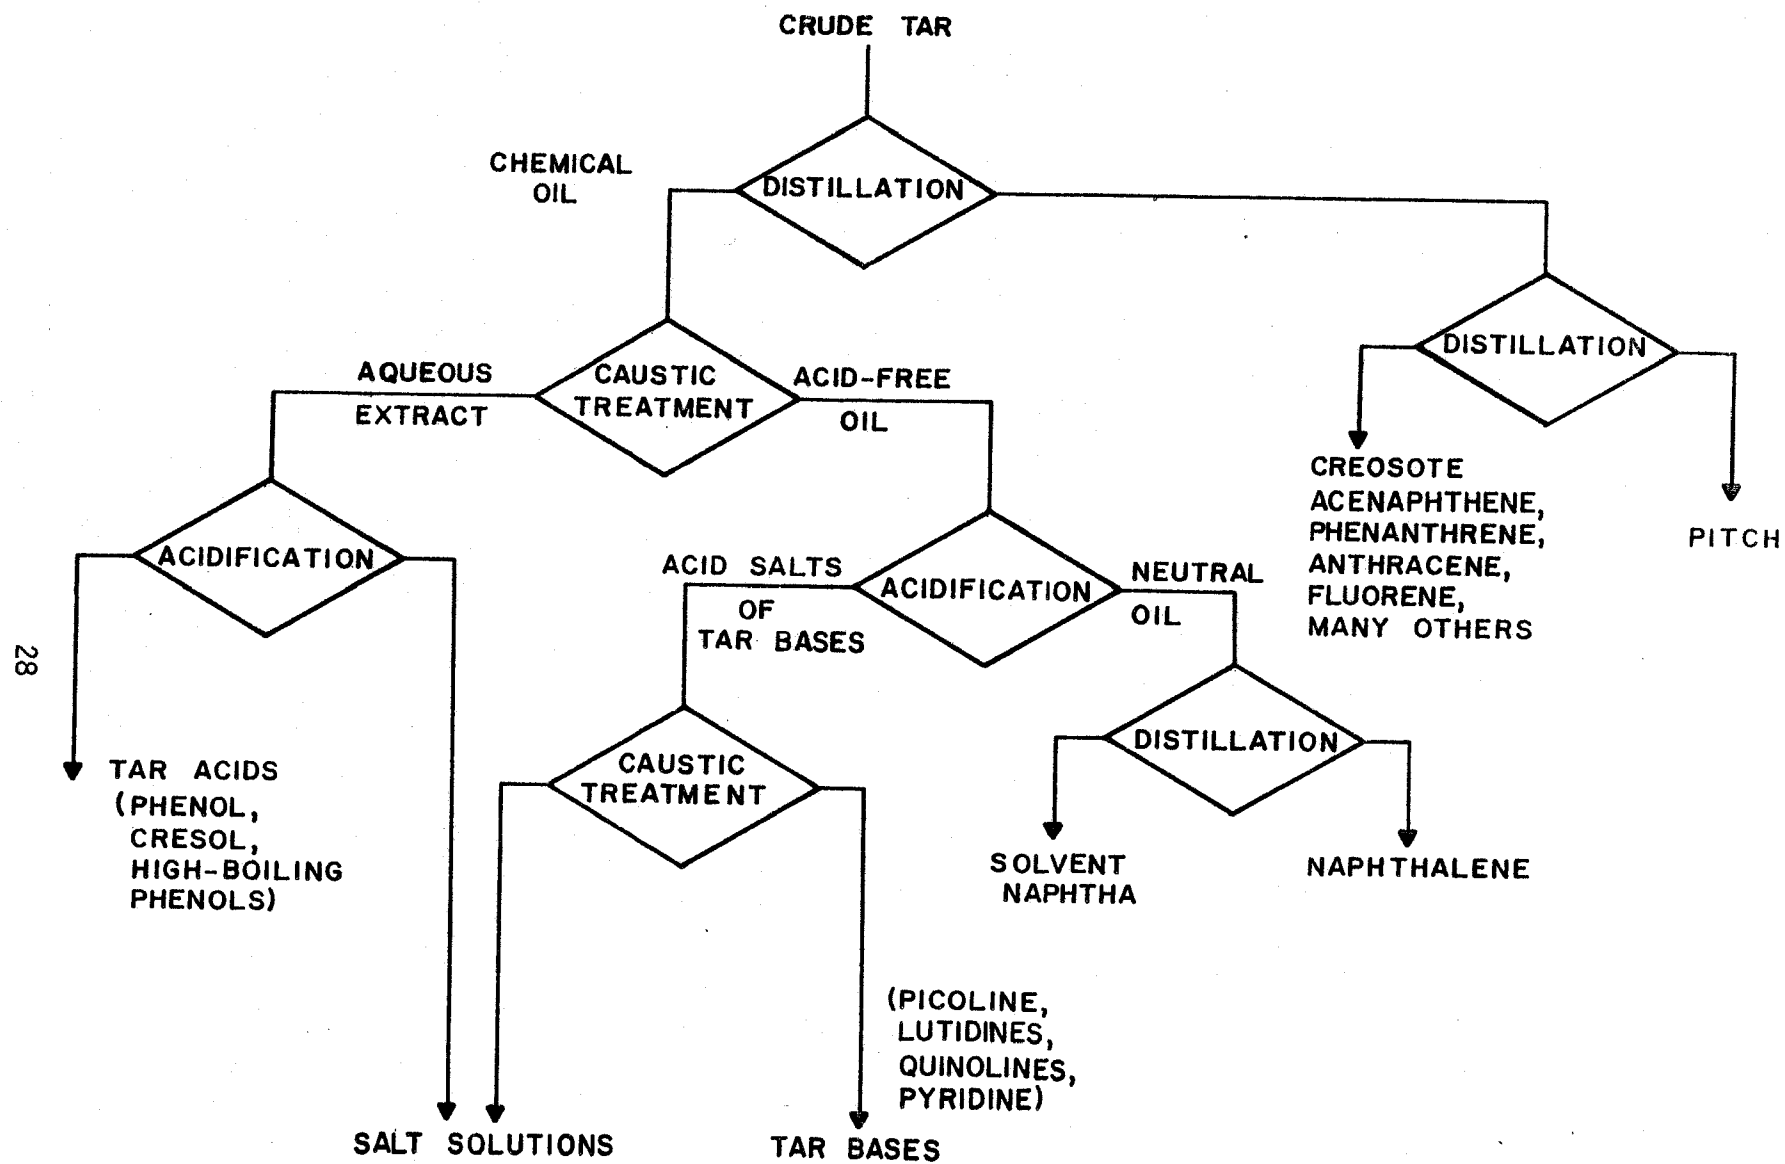 CRUDE TAR
CHEMICAL
OIL
DISTILLATION
DISTILLATION
AQUEOUS
EXTRACT
CAUSTIC
TREATMENT
ACID-FREE
OIL
CREOSOTE
ACENAPHTHENE,
PHENANTHRENE,
ANTHRACENE,
FLUORENE,
MANY OTHERS
PITCH
ACIDIFICATION
ACID SALTS
OF
TAR BASES
ACIDIFICATION
NEUTRAL
OIL
28
TAR ACIDS
(PHENOL,
CRESOL,
HIGH-BOILING
PHENOLS)
CAUSTIC
TREATMENT
DISTILLATION
SOLVENT
NAPHTHA
NAPHTHALENE
(PICOLINE,
LUTIDINES,
QUINOLINES,
PYRIDINE)
SALT SOLUTIONS
TAR BASES